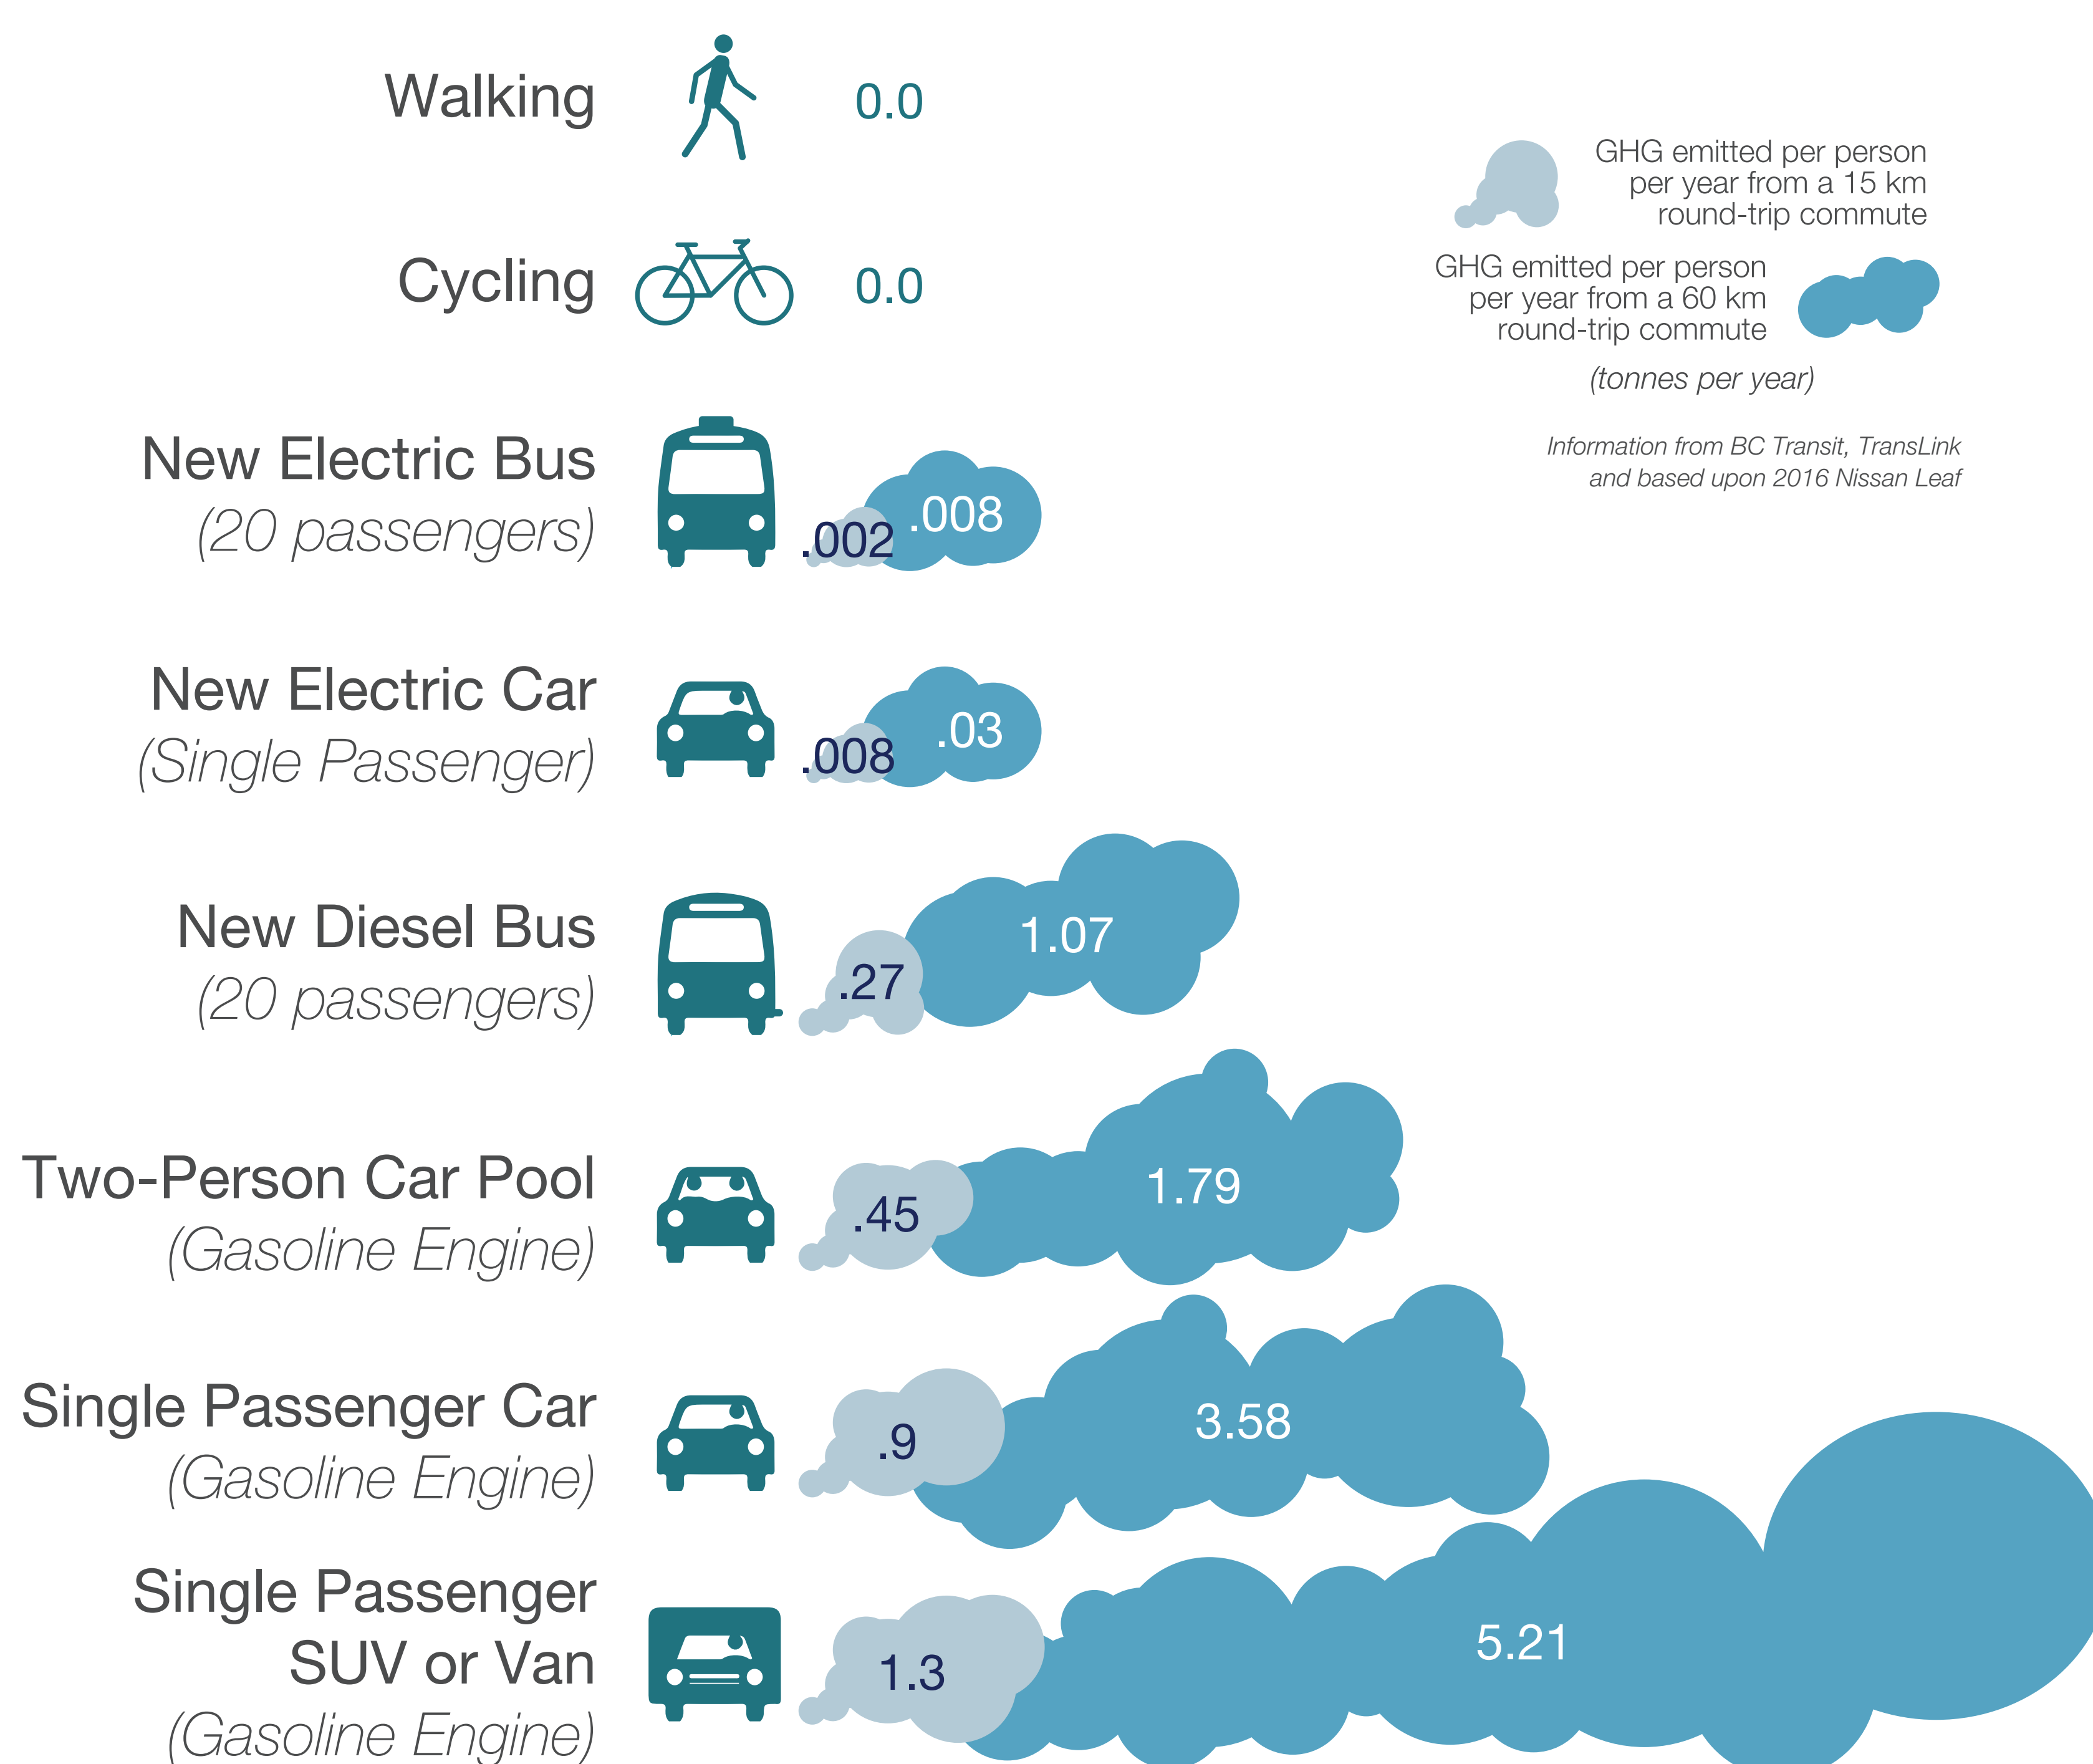 Walking
0.0
GHG emitted per person
per year from a 15 km
round-trip commute
Cycling
0.0
GHG emitted per person
per year from a 60 km
round-trip commute
(tonnes per year)
Information from BC Transit, TransLink
and based upon 2016 Nissan Leaf
New Electric Bus
(20 passengers)
.002
.008
New Electric Car
(Single Passenger)
.008
.03
New Diesel Bus
(20 passengers)
.27
1.07
Two-Person Car Pool
(Gasoline Engine)
.45
1.79
Single Passenger Car
(Gasoline Engine)
.9
3.58
Single Passenger
SUV or Van
(Gasoline Engine)
1.3
5.21